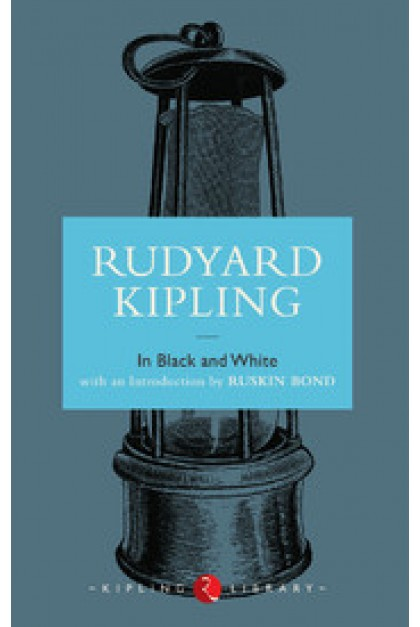 RUDYARD
KIPLING
In Black and White
with an Introduction by RUSKIN BOND
~KIPLING R LIBRARY~